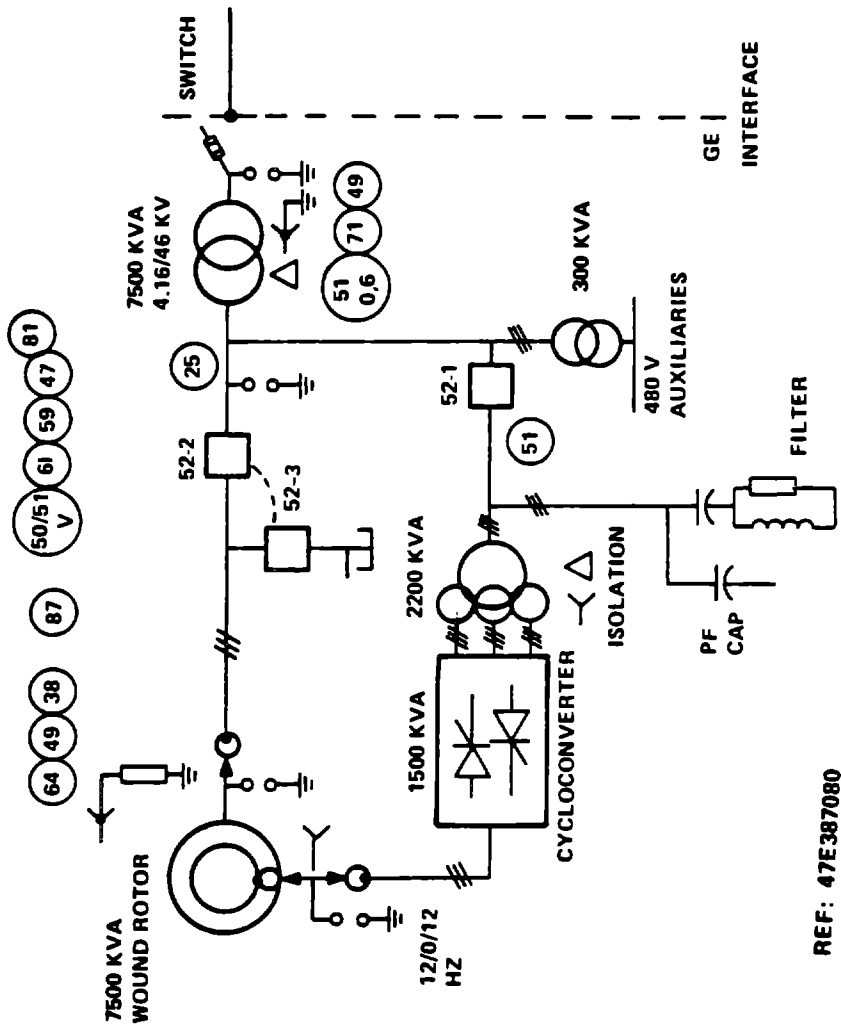 7500 KVA
WOUND ROTOR
64
49
38
87
50/51
V
61
59
47
81
52-2
52-3
25
7500 KVA
4.16/46 KV
SWITCH
51
0,6
71
49
GE
INTERFACE
12/0/12
HZ
1500 KVA
CYCLOCONVERTER
2200 KVA
ISOLATION
51
52-1
300 KVA
480 V
AUXILIARIES
PF
CAP
FILTER
REF: 47E387080